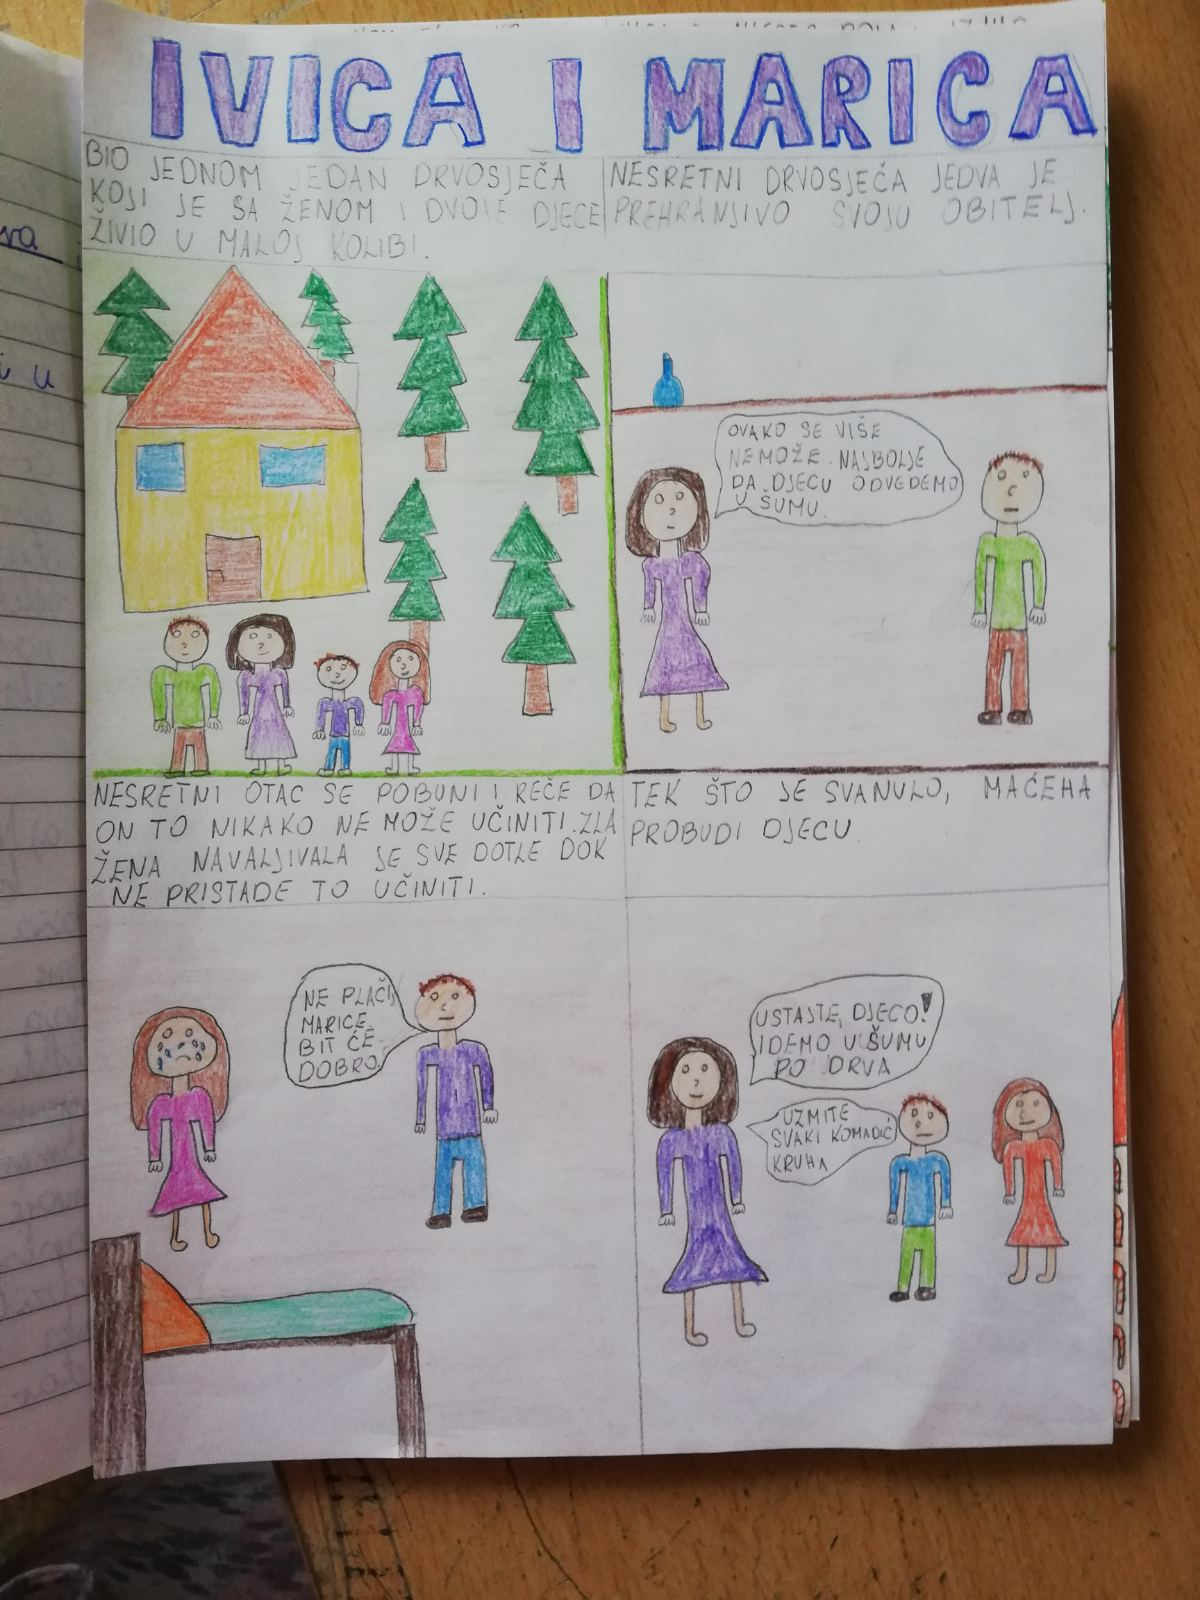 IVICA I MARICA
BIO JEDNOM JEDAN DRVOSJEČA
KOJI JE SA ŽENOM I DVOJE DJECE
ŽIVIO U MALOJ KOLIBI.
NESRETNI DRVOSJEČA JEDVA JE
PREHRANJIVO SVOJU OBITELJ.
OVAKO SE VIŠE
NEMOŽE. NAJBOLJE
DA DJECU ODVEDEMO
U ŠUMU.
NESRETNI OTAC SE POBUNI I REČE DA
ON TO NIKAKO NE MOŽE UČINITI. ZLA
ŽENA NAVALJIVALA JE SVE DOTLE DOK
NE PRISTADE TO UČINITI.
NE PLAČI,
MARICE,
BIT ĆE
DOBRO.
TEK ŠTO JE SVANULO, MAĆEHA
PROBUDI DJECU.
USTAJTE, DJECO!
IDEMO U ŠUMU
PO DRVA
UZMITE
SVAKI KOMADIĆ
KRUHA